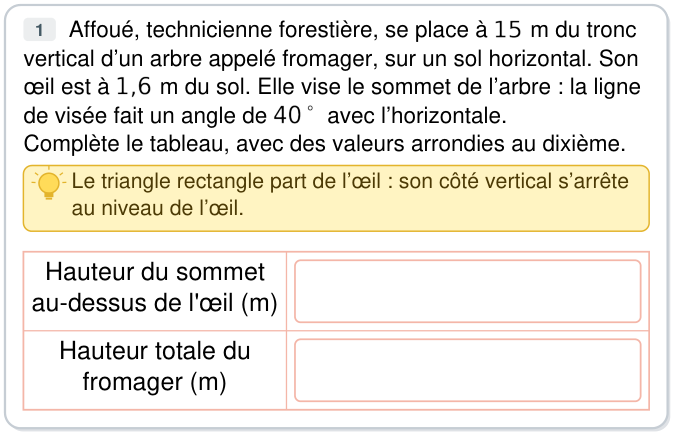 1 Affoué, technicienne forestière, se place à 15 m du tronc
vertical d'un arbre appelé fromager, sur un sol horizontal. Son
œil est à 1,6 m du sol. Elle vise le sommet de l'arbre : la ligne
de visée fait un angle de 40° avec l'horizontale.
Complète le tableau, avec des valeurs arrondies au dixième.
Le triangle rectangle part de l'œil : son côté vertical s'arrête
au niveau de l'œil.
Hauteur du sommet
au-dessus de l'œil (m)
Hauteur totale du
fromager (m)